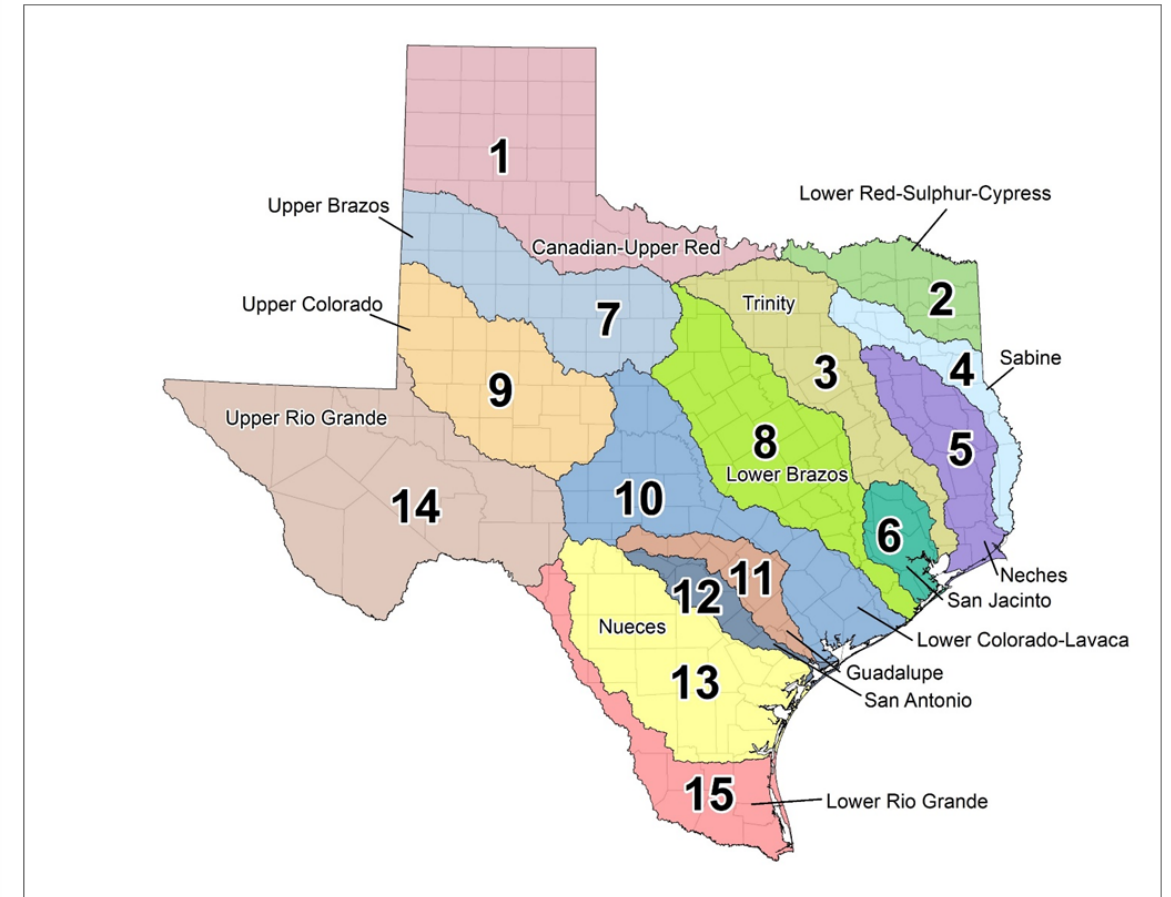 1
Lower Red-Sulphur-Cypress
Upper Brazos
Canadian-Upper Red
2
Upper Colorado
Trinity
7
Sabine
3
4
9
Upper Rio Grande
8
5
Lower Brazos
10
14
6
Neches
11
San Jacinto
12
Nueces
Lower Colorado-Lavaca
Guadalupe
13
San Antonio
15
Lower Rio Grande